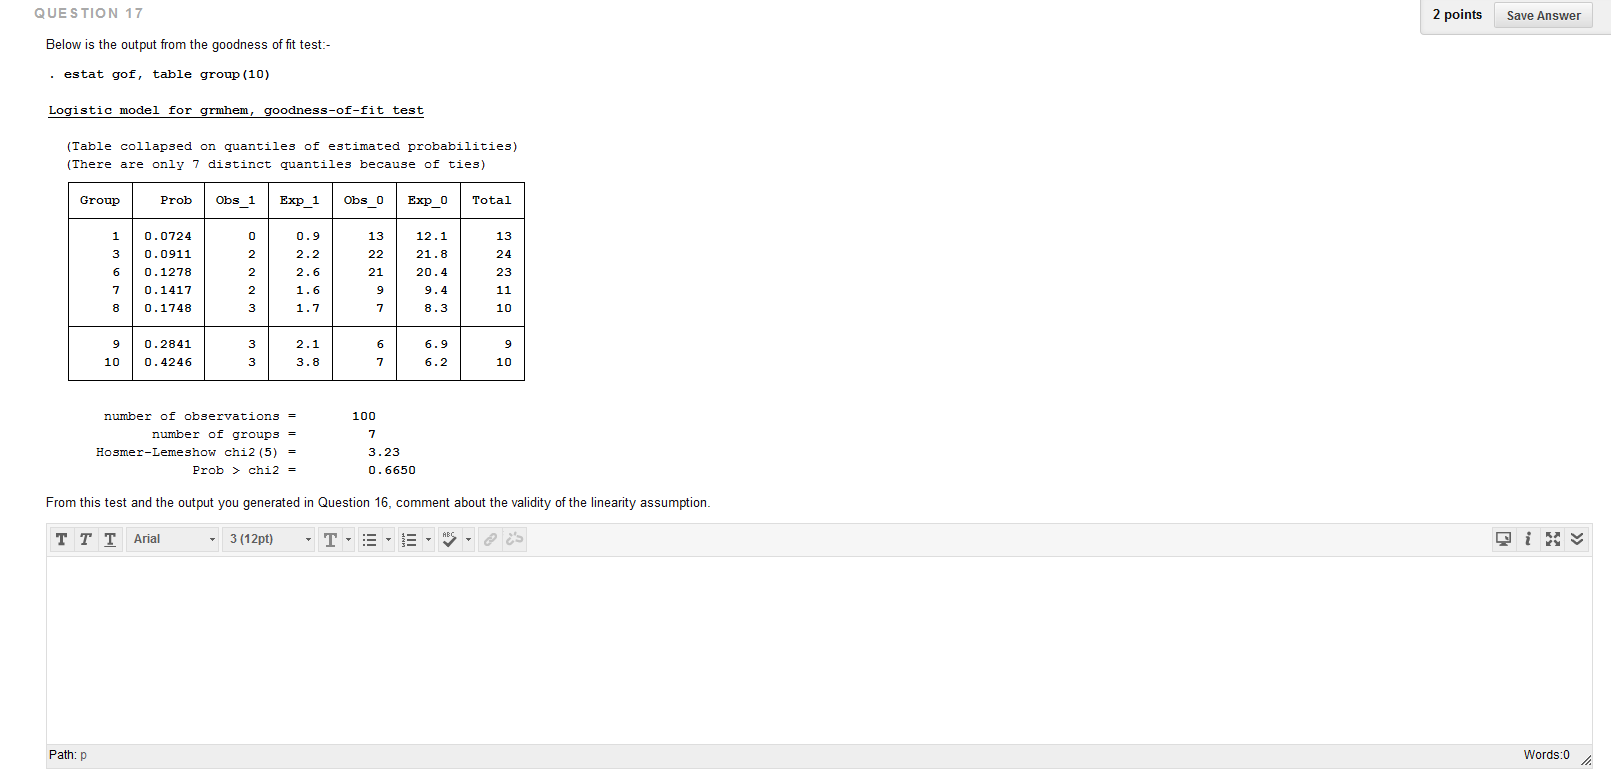 QUESTION 17
2 points Save Answer
Below is the output from the goodness of fit test:-
. estat gof, table group(10)
Logistic model for grmhem, goodness-of-fit test
(Table collapsed on quantiles of estimated probabilities)
(There are only 7 distinct quantiles because of ties)
Group Prob Obs_1 Exp_1 Obs_0 Exp_0 Total
1 0.0724 0 0.9 13 12.1 13
3 0.0911 2 2.2 22 21.8 24
6 0.1278 2 2.6 21 20.4 23
7 0.1417 2 1.6 9 9.4 11
8 0.1748 3 1.7 7 8.3 10
9 0.2841 3 2.1 6 6.9 9
10 0.4246 3 3.8 7 6.2 10
number of observations = 100
number of groups = 7
Hosmer-Lemeshow chi2(5) = 3.23
Prob > chi2 = 0.6650
From this test and the output you generated in Question 16, comment about the validity of the linearity assumption.
T T T Arial 3 (12pt) T ABC i
Path: p Words:0